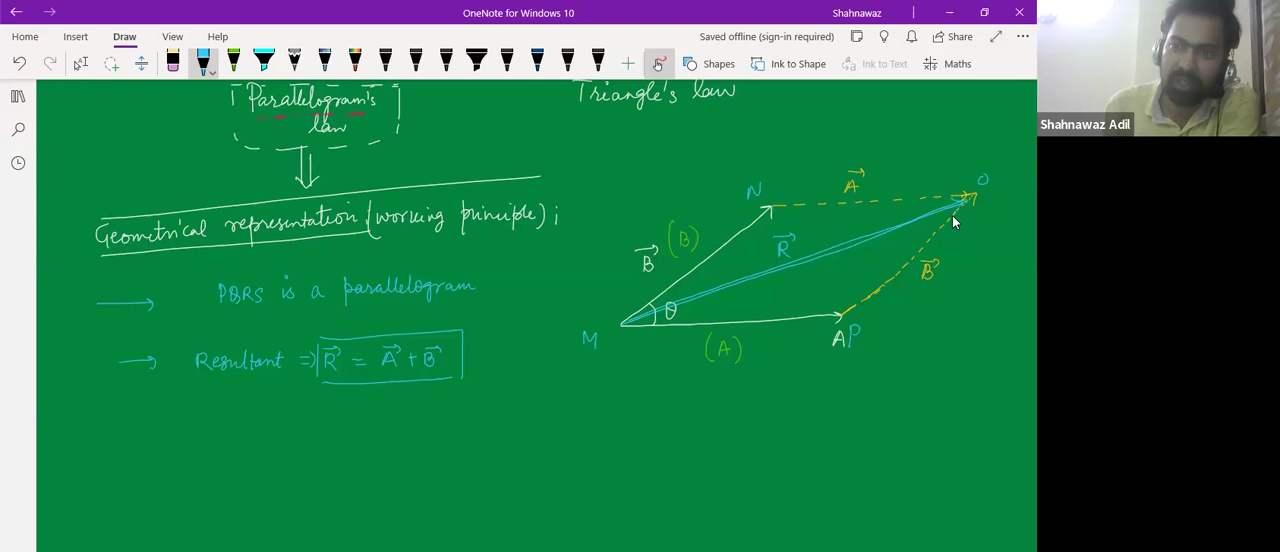 OneNote for Windows 10
Shahnawaz
Home Insert Draw View Help
Saved offline (sign-in required)
Share
Shapes
Ink to Shape
Ink to Text
Maths
Shahnawaz Adil
Parallelogram's
law
Triangle's law
Geometrical representation (working principle) ;
PQRS is a parallelogram
Resultant ⇒ R⃗ = A⃗ + B⃗
N
A⃗
O
B⃗
(B)
R⃗
B⃗
θ
M
(A)
A P